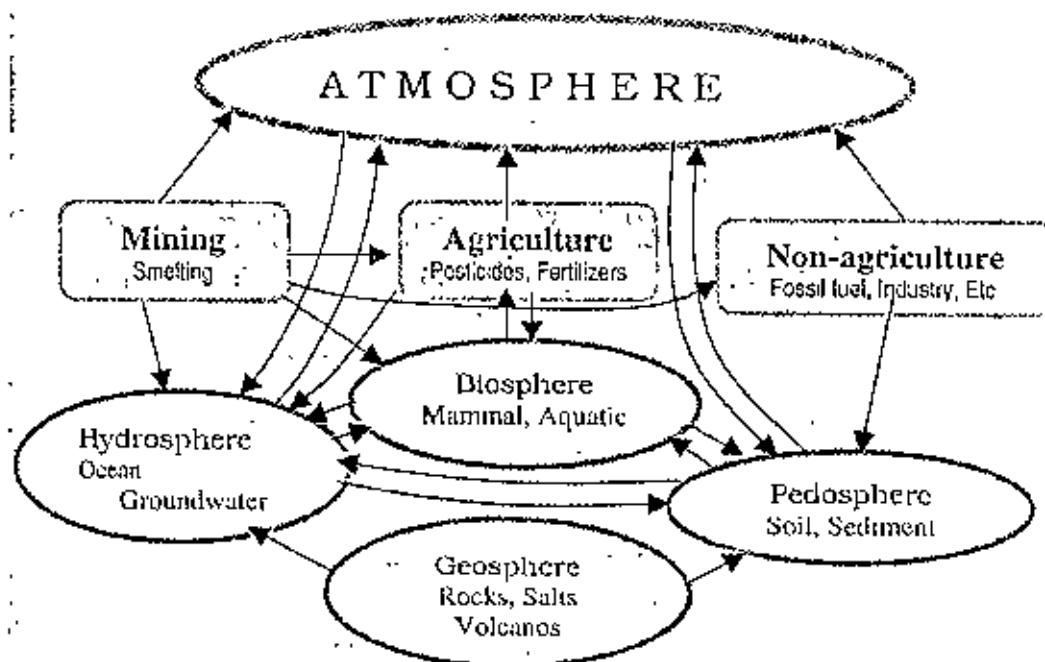 ATMOSPHERE
Mining
Smelting
Agriculture
Pesticides, Fertilizers
Non-agriculture
Fossil fuel, Industry, Etc
Biosphere
Mammal, Aquatic
Hydrosphere
Ocean
Groundwater
Pedosphere
Soil, Sediment
Geosphere
Rocks, Salts
Volcanos